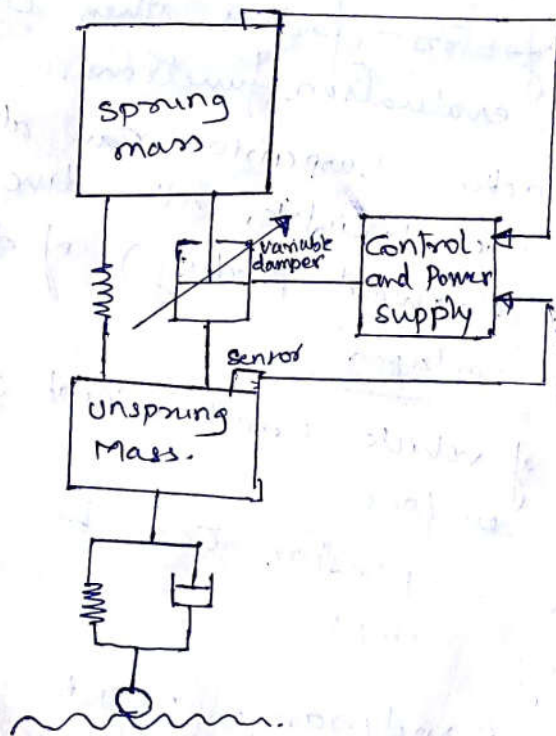 sprung
mass
variable
damper
Control
and Power
supply
sensor
unsprung
Mass.